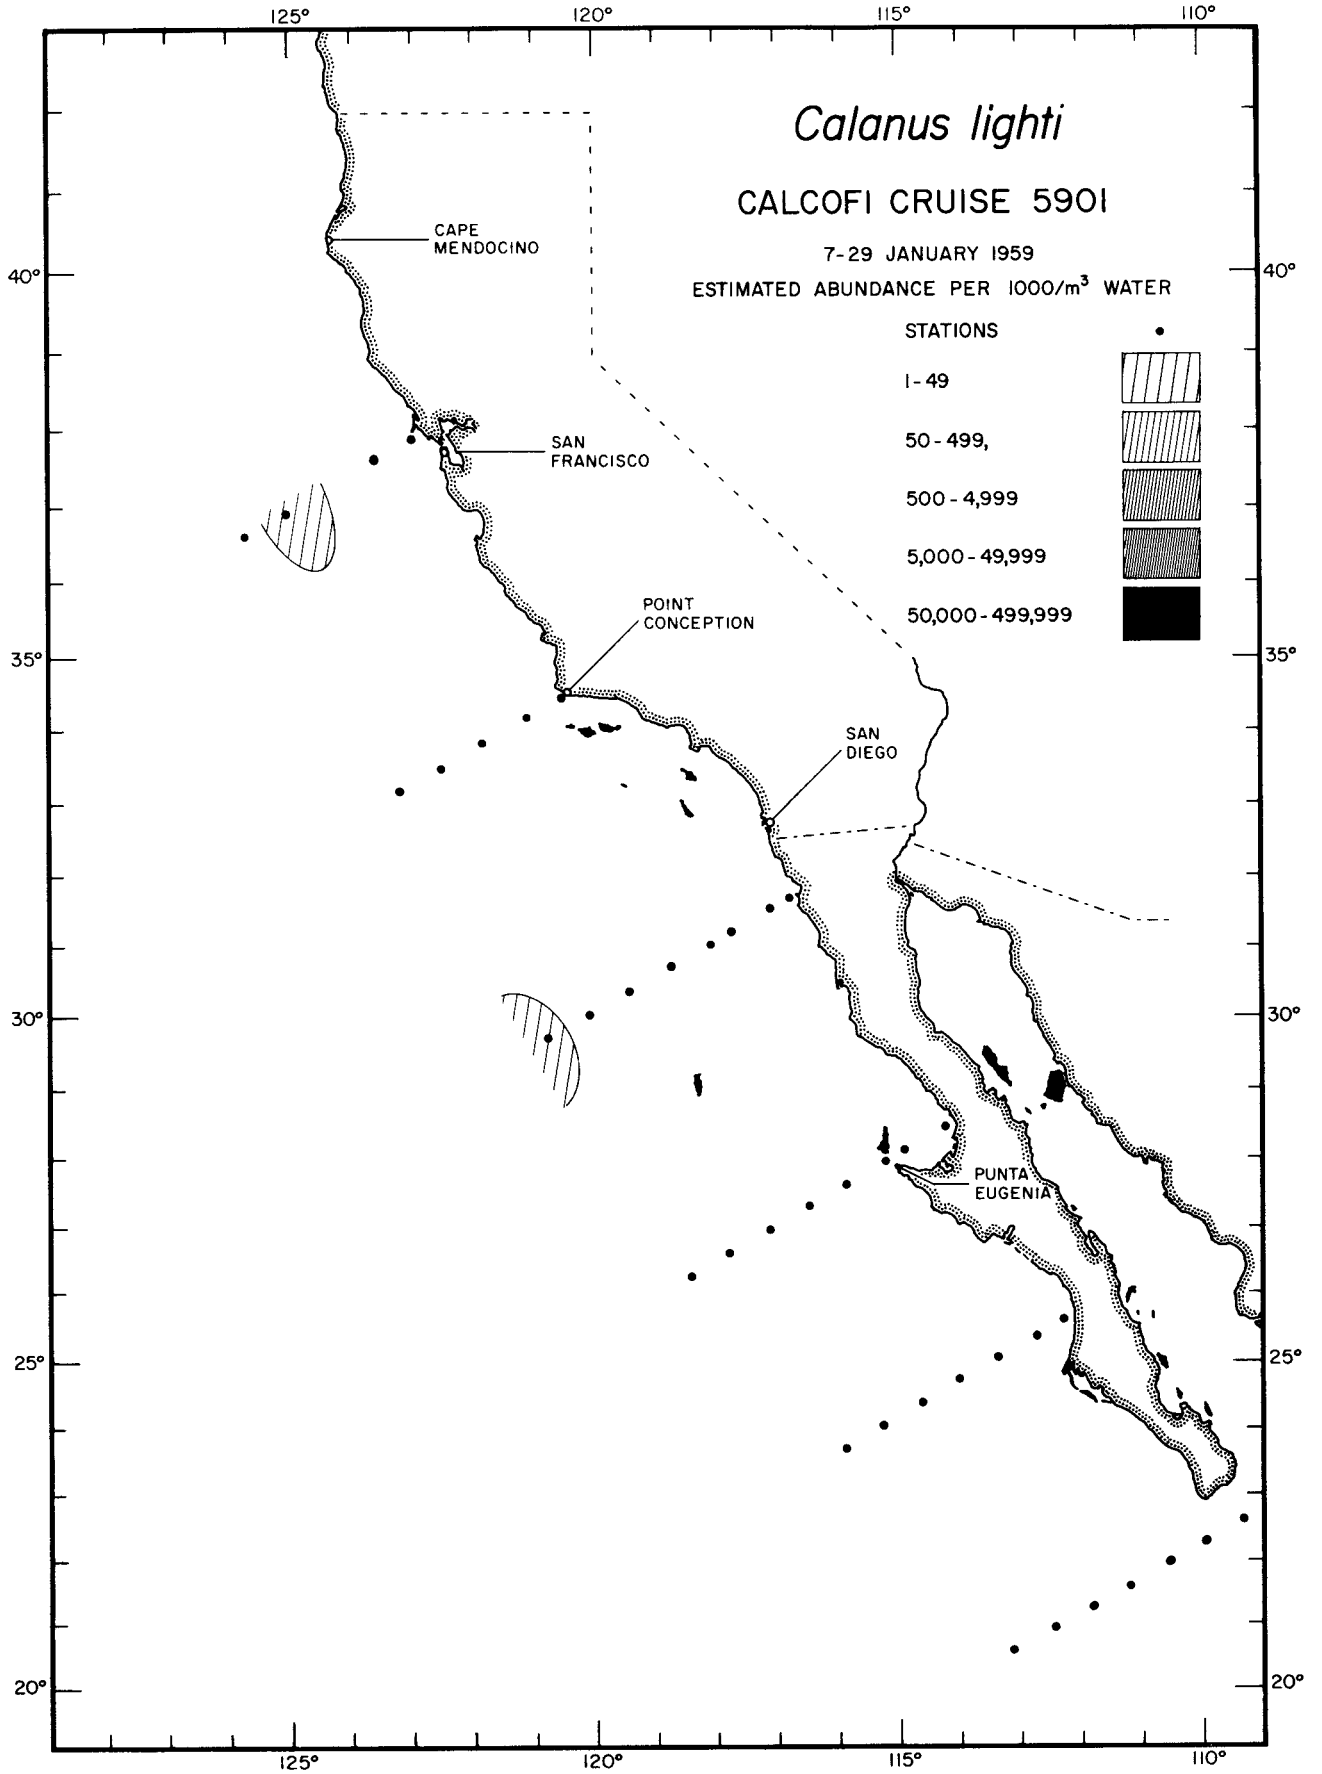 125° 120° 115° 110°
Calanus lighti
CALCOFI CRUISE 5901
7-29 JANUARY 1959
ESTIMATED ABUNDANCE PER 1000/m³ WATER
STATIONS
1-49
50-499,
500-4,999
5,000-49,999
50,000-499,999
CAPE
MENDOCINO
40° 40°
SAN
FRANCISCO
POINT
CONCEPTION
35° 35°
SAN
DIEGO
30° 30°
PUNTA
EUGENIA
25° 25°
20° 20°
125° 120° 115° 110°